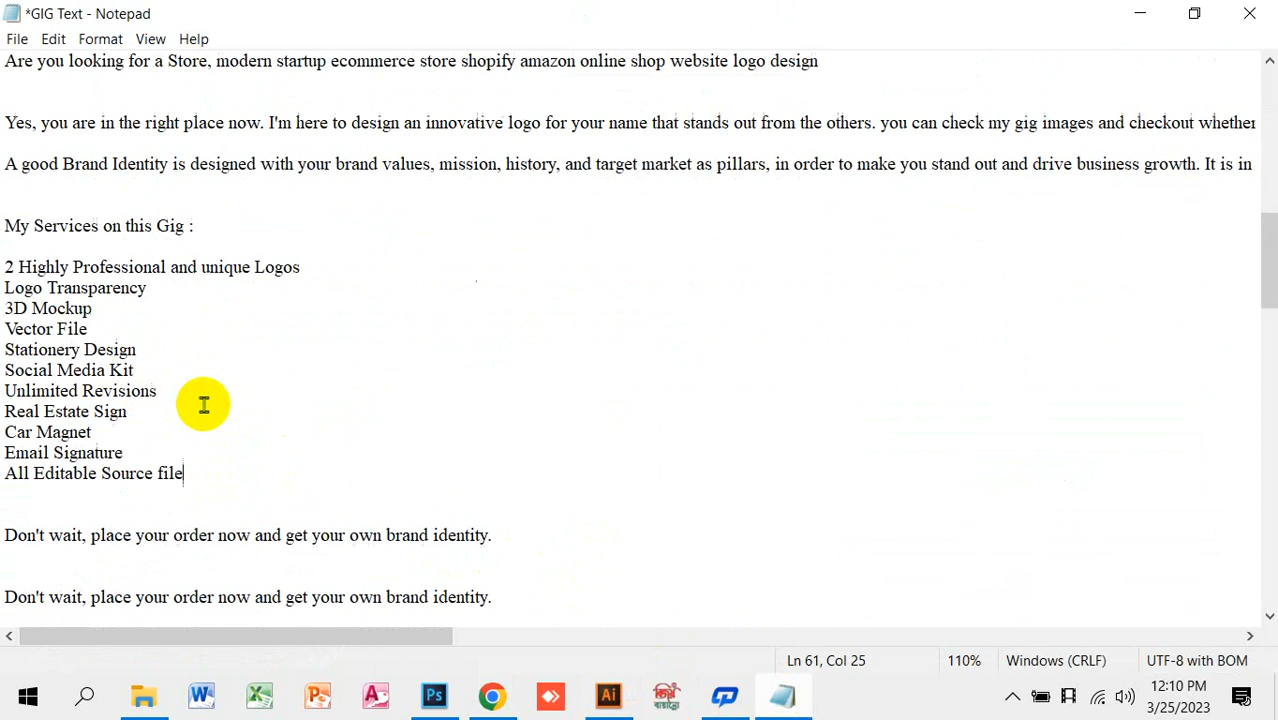 *GIG Text - Notepad
File Edit Format View Help
Are you looking for a Store, modern startup ecommerce store shopify amazon online shop website logo design
Yes, you are in the right place now. I'm here to design an innovative logo for your name that stands out from the others. you can check my gig images and checkout whether
A good Brand Identity is designed with your brand values, mission, history, and target market as pillars, in order to make you stand out and drive business growth. It is in
My Services on this Gig :
2 Highly Professional and unique Logos
Logo Transparency
3D Mockup
Vector File
Stationery Design
Social Media Kit
Unlimited Revisions
Real Estate Sign
Car Magnet
Email Signature
All Editable Source file
Don't wait, place your order now and get your own brand identity.
Don't wait, place your order now and get your own brand identity.
Ln 61, Col 25 110% Windows (CRLF) UTF-8 with BOM
W X P A Ps Ai 12:10 PM
3/25/2023